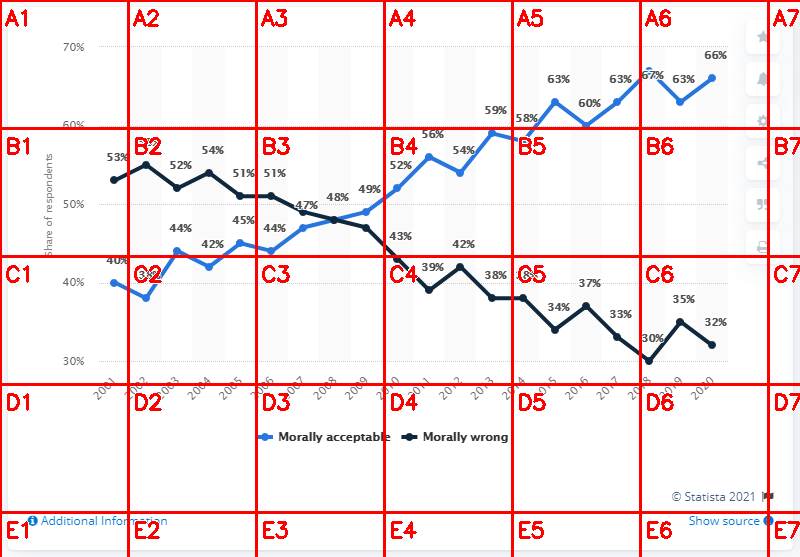 A1 A2 A3 A4 A5 A6 A7
70%
66%
67%
63% 63% 63%
60%
59%
58%
60%
B1 B2 B3 B4 B5 B6
56%
54%
53% 54% 52%
52% 51% 51%
49%
48%
47%
50%
Share of respondents
45%
44% 44%
42%
43%
42%
C1 C2 C3 C4 C5 C6 C7
40%
38%
39%
38% 38%
40%
37%
35%
34%
33%
32%
30%
30%
2001 2002 2003 2004 2005 2006 2007 2008 2009 2010 2011 2012 2013 2014 2015 2016 2017 2018 2019 2020
D1 D2 D3 D4 D5 D6 D7
Morally acceptable Morally wrong
© Statista 2021
Additional Information Show source
E1 E2 E3 E4 E5 E6 E7